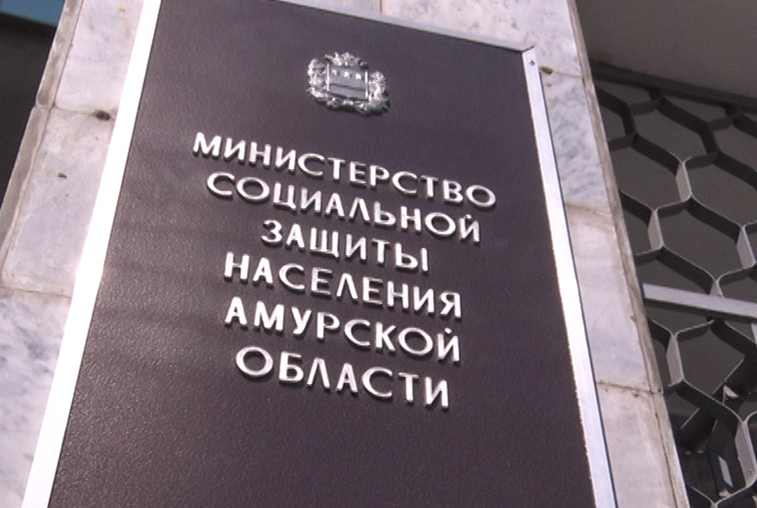 МИНИСТЕРСТВО
СОЦИАЛЬНОЙ
ЗАЩИТЫ
НАСЕЛЕНИЯ
АМУРСКОЙ
ОБЛАСТИ